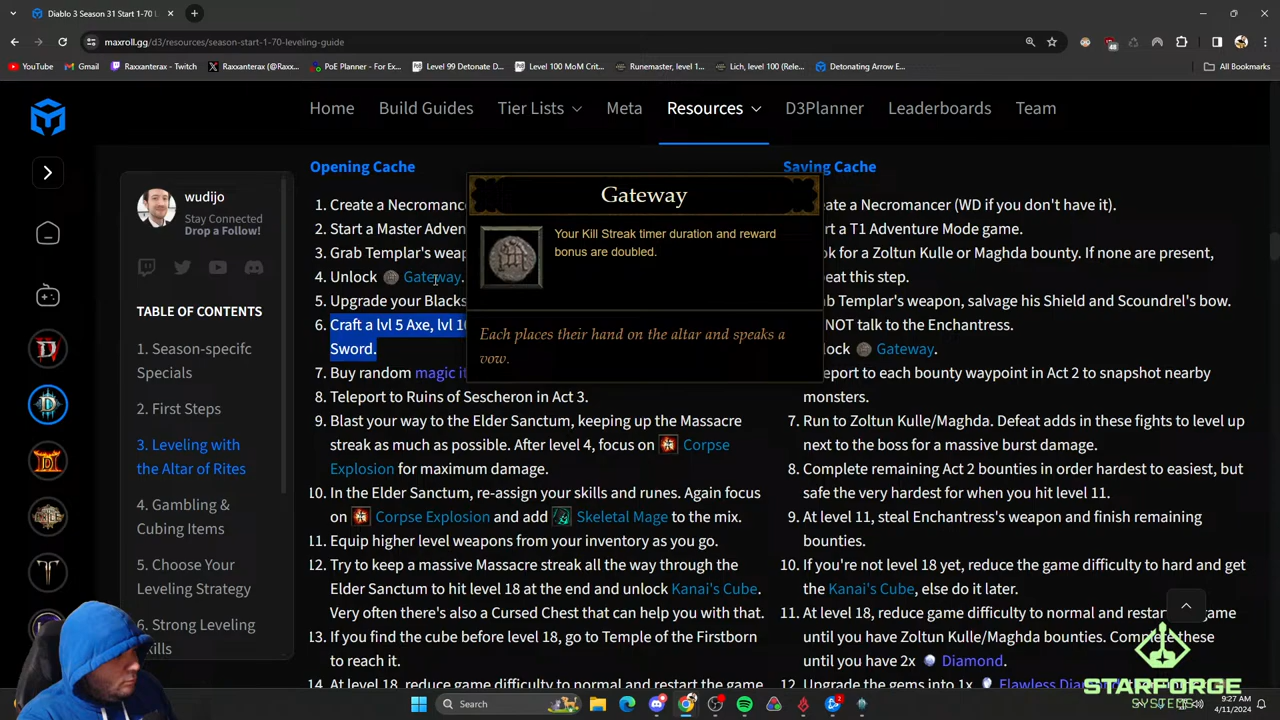 Diablo 3 Season 31 Start 1-70 L
maxroll.gg/d3/resources/season-start-1-70-leveling-guide
48
YouTube
Gmail
Raxxanterax - Twitch
Raxxanterax (@Raxx...
PoE Planner - For Ex...
Level 99 Detonate D...
Level 100 MoM Crit...
Runemaster, level 1...
Lich, level 100 (Rele...
Detonating Arrow E...
All Bookmarks
Home
Build Guides
Tier Lists
Meta
Resources
D3Planner
Leaderboards
Team
wudijo
Stay Connected
Drop a Follow!
TABLE OF CONTENTS
1. Season-specifc
Specials
2. First Steps
3. Leveling with
the Altar of Rites
4. Gambling &
Cubing Items
5. Choose Your
Leveling Strategy
6. Strong Leveling
kills
Opening Cache
1. Create a Necromance
2. Start a Master Adven
3. Grab Templar's weap
4. Unlock Gateway.
5. Upgrade your Blacks
6. Craft a lvl 5 Axe, lvl 10
Sword.
7. Buy random magic it
8. Teleport to Ruins of Sescheron in Act 3.
9. Blast your way to the Elder Sanctum, keeping up the Massacre
streak as much as possible. After level 4, focus on Corpse
Explosion for maximum damage.
10. In the Elder Sanctum, re-assign your skills and runes. Again focus
on Corpse Explosion and add Skeletal Mage to the mix.
11. Equip higher level weapons from your inventory as you go.
12. Try to keep a massive Massacre streak all the way through the
Elder Sanctum to hit level 18 at the end and unlock Kanai's Cube.
Very often there's also a Cursed Chest that can help you with that.
13. If you find the cube before level 18, go to Temple of the Firstborn
to reach it.
14. At level 18, reduce game difficulty to normal and restart the game
Gateway
Your Kill Streak timer duration and reward
bonus are doubled.
Each places their hand on the altar and speaks a
vow.
Saving Cache
eate a Necromancer (WD if you don't have it).
rt a T1 Adventure Mode game.
ok for a Zoltun Kulle or Maghda bounty. If none are present,
eat this step.
b Templar's weapon, salvage his Shield and Scoundrel's bow.
NOT talk to the Enchantress.
lock Gateway.
eport to each bounty waypoint in Act 2 to snapshot nearby
monsters.
7. Run to Zoltun Kulle/Maghda. Defeat adds in these fights to level up
next to the boss for a massive burst damage.
8. Complete remaining Act 2 bounties in order hardest to easiest, but
safe the very hardest for when you hit level 11.
9. At level 11, steal Enchantress's weapon and finish remaining
bounties.
10. If you're not level 18 yet, reduce the game difficulty to hard and get
the Kanai's Cube, else do it later.
11. At level 18, reduce game difficulty to normal and restar game
until you have Zoltun Kulle/Maghda bounties. Comp these
until you have 2x Diamond.
12. Upgrade the gems into 1x Flawless Diam
STARFORGE
SYSTEMS
Search
9:27 AM
4/11/2024